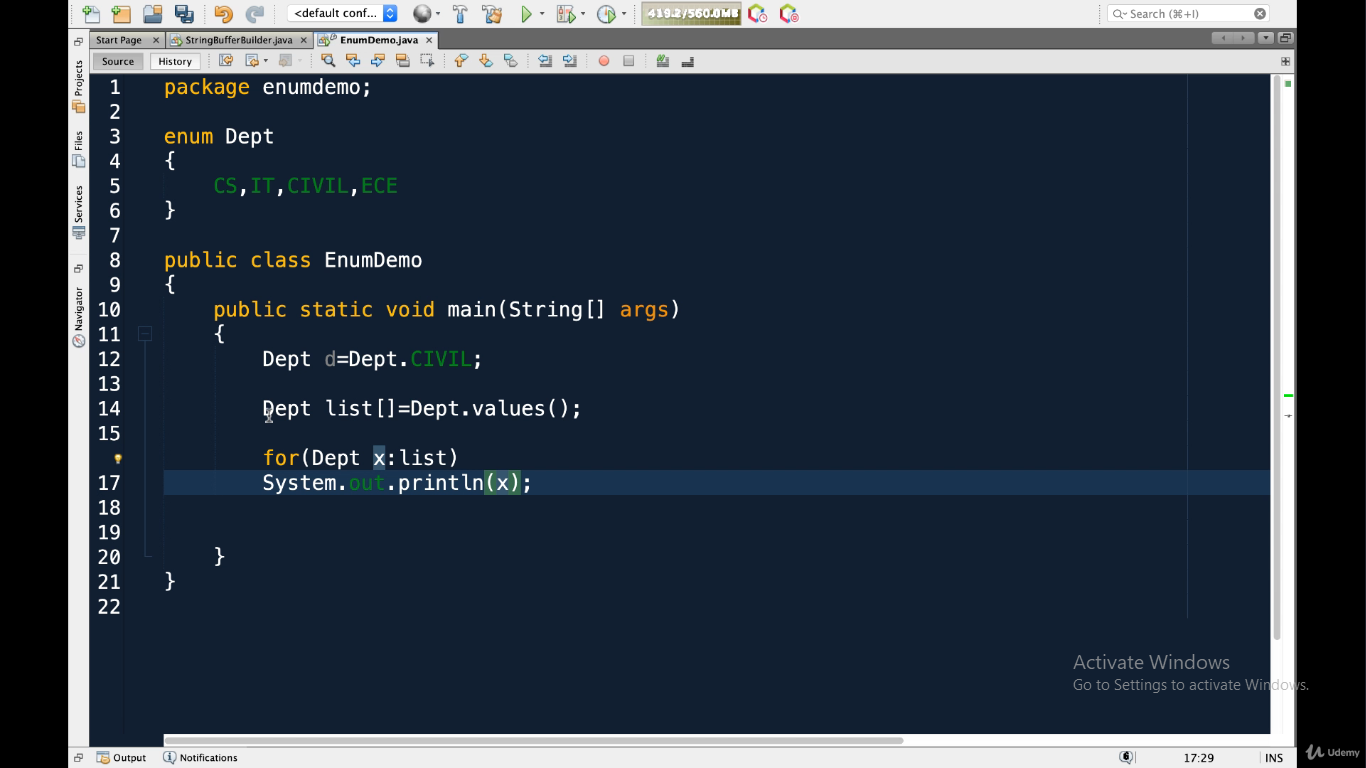 <default conf...
419.2/560.0MB
Search (⌘+I)
Start Page
StringBufferBuilder.java
EnumDemo.java
Source
History
Projects
Files
Services
Navigator
1 package enumdemo;
2
3 enum Dept
4 {
5 CS,IT,CIVIL,ECE
6 }
7
8 public class EnumDemo
9 {
10 public static void main(String[] args)
11 {
12 Dept d=Dept.CIVIL;
13
14 Dept list[]=Dept.values();
15
for(Dept x:list)
17 System.out.println(x);
18
19
20 }
21 }
22
Activate Windows
Go to Settings to activate Windows.
Output
Notifications
6
17:29
INS
Udemy